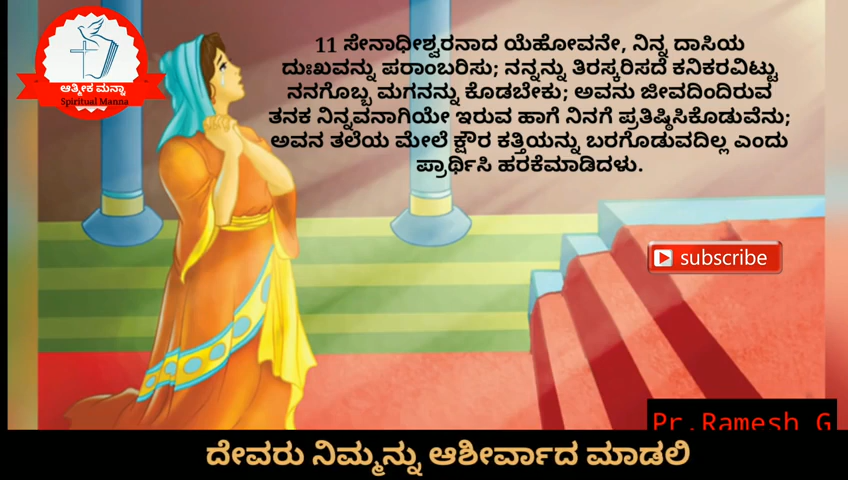 ಆತ್ಮೀಕ ಮನ್ನಾ
Spiritual Manna
11 ಸೇನಾಧೀಶ್ವರನಾದ ಯೆಹೋವನೇ, ನಿನ್ನ ದಾಸಿಯ
ದುಃಖವನ್ನು ಪರಾಂಬರಿಸು; ನನ್ನನ್ನು ತಿರಸ್ಕರಿಸದೆ ಕನಿಕರವಿಟ್ಟು
ನನಗೊಬ್ಬ ಮಗನನ್ನು ಕೊಡಬೇಕು; ಅವನು ಜೀವದಿಂದಿರುವ
ತನಕ ನಿನ್ನವನಾಗಿಯೇ ಇರುವ ಹಾಗೆ ನಿನಗೆ ಪ್ರತಿಷ್ಠಿಸಿಕೊಡುವೆನು;
ಅವನ ತಲೆಯ ಮೇಲೆ ಕ್ಷೌರ ಕತ್ತಿಯನ್ನು ಬರಗೊಡುವದಿಲ್ಲ ಎಂದು
ಪ್ರಾರ್ಥಿಸಿ ಹರಕೆಮಾಡಿದಳು.
subscribe
Pr.Ramesh G
ದೇವರು ನಿಮ್ಮನ್ನು ಆಶೀರ್ವಾದ ಮಾಡಲಿ